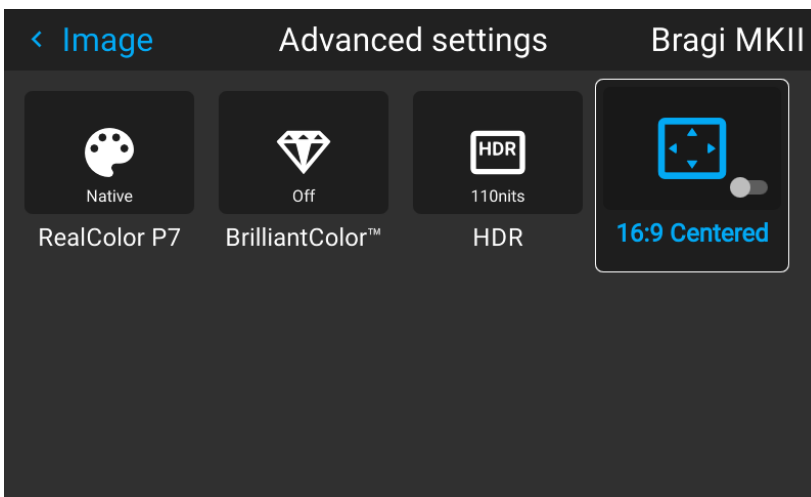 < Image Advanced settings Bragi MKII
Native Off HDR 110nits
RealColor P7 BrilliantColor™ HDR 16:9 Centered